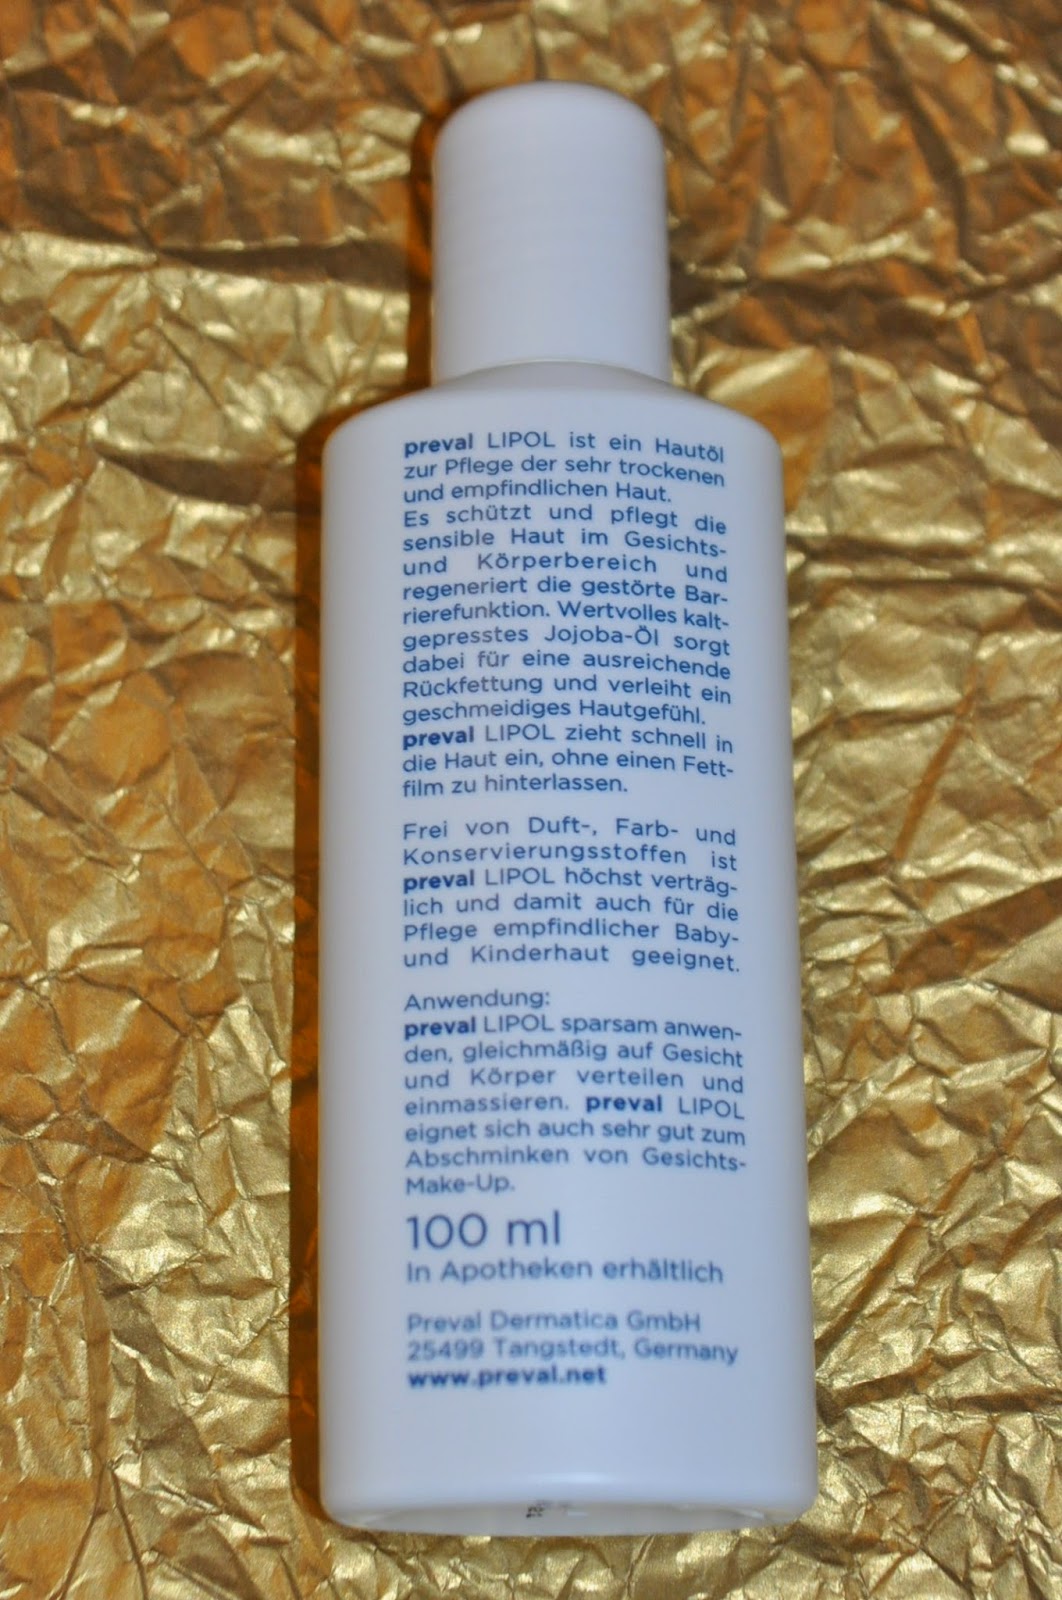 preval LIPOL ist ein Hautöl
zur Pflege der sehr trockenen
und empfindlichen Haut.
Es schützt und pflegt die
sensible Haut im Gesichts-
und Körperbereich und
regeneriert die gestörte Bar-
rierefunktion. Wertvolles kalt-
gepresstes Jojoba-Öl sorgt
dabei für eine ausreichende
Rückfettung und verleiht ein
geschmeidiges Hautgefühl.
preval LIPOL zieht schnell in
die Haut ein, ohne einen Fett-
film zu hinterlassen.
Frei von Duft-, Farb- und
Konservierungsstoffen ist
preval LIPOL höchst verträg-
lich und damit auch für die
Pflege empfindlicher Baby-
und Kinderhaut geeignet.
Anwendung:
preval LIPOL sparsam anwen-
den, gleichmäßig auf Gesicht
und Körper verteilen und
einmassieren. preval LIPOL
eignet sich auch sehr gut zum
Abschminken von Gesichts-
Make-Up.
100 ml
In Apotheken erhältlich
Preval Dermatica GmbH
25499 Tangstedt, Germany
www.preval.net